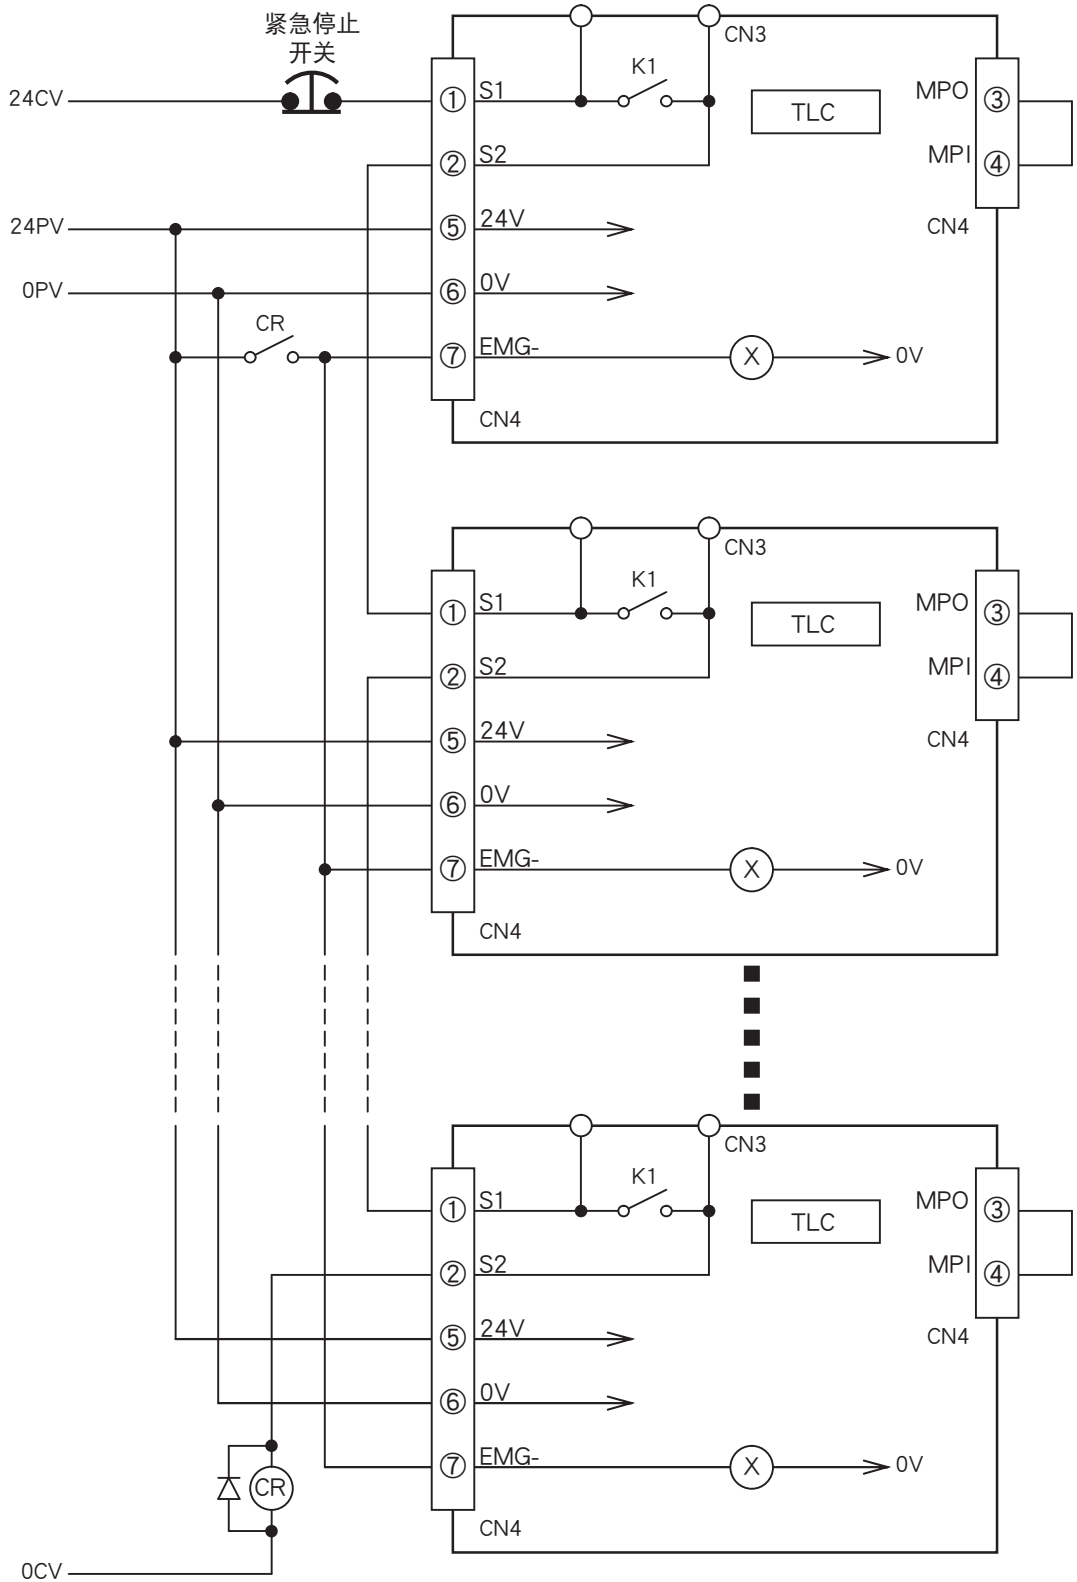 紧急停止
开关
CN3
K1
24CV
① S1
TLC
MPO ③
② S2
MPI ④
24PV
⑤ 24V
CN4
0PV
⑥ 0V
CR
⑦ EMG-
X
0V
CN4
CN3
K1
① S1
TLC
MPO ③
② S2
MPI ④
⑤ 24V
CN4
⑥ 0V
⑦ EMG-
X
0V
CN4
CN3
K1
① S1
TLC
MPO ③
② S2
MPI ④
⑤ 24V
CN4
⑥ 0V
⑦ EMG-
X
0V
CR
CN4
0CV